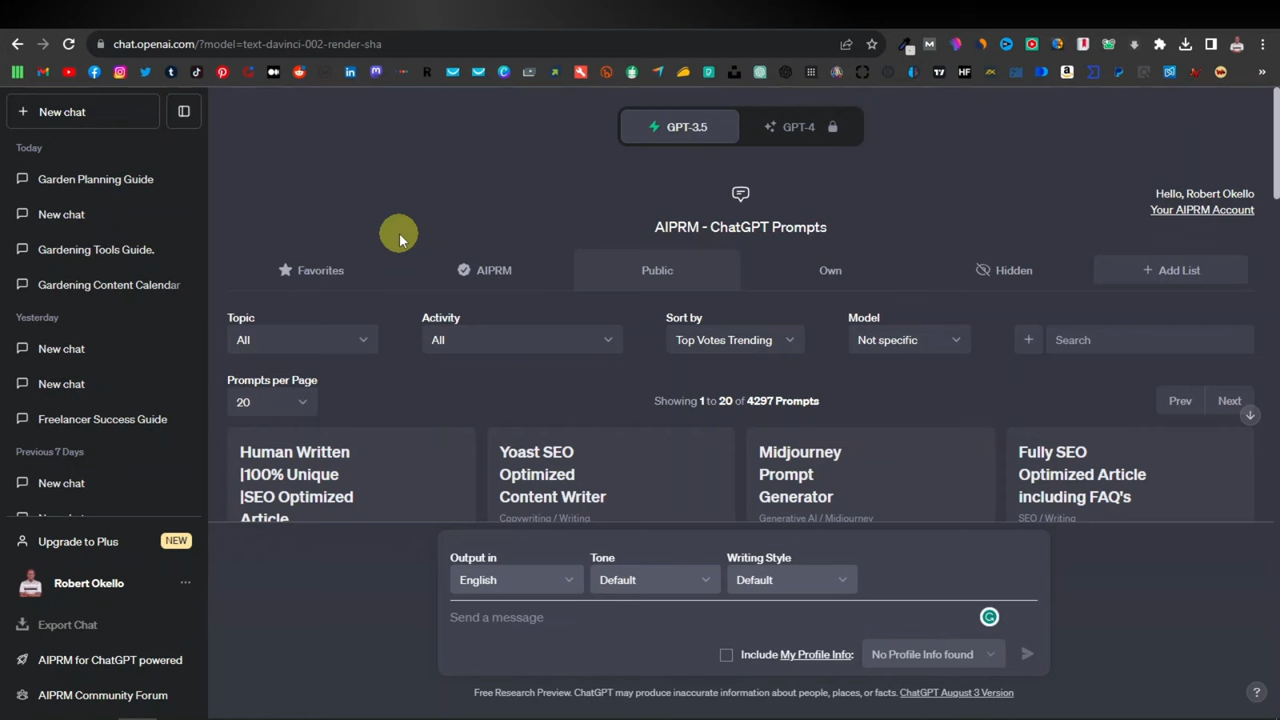 chat.openai.com/?model=text-davinci-002-render-sha
New chat
Today
Garden Planning Guide
New chat
Gardening Tools Guide.
Gardening Content Calendar
Yesterday
New chat
New chat
Freelancer Success Guide
Previous 7 Days
New chat
Upgrade to Plus
NEW
Robert Okello
Export Chat
AIPRM for ChatGPT powered
AIPRM Community Forum
GPT-3.5
GPT-4
Hello, Robert Okello
Your AIPRM Account
AIPRM - ChatGPT Prompts
Favorites
AIPRM
Public
Own
Hidden
+ Add List
Topic
All
Activity
All
Sort by
Top Votes Trending
Model
Not specific
+
Search
Prompts per Page
20
Showing 1 to 20 of 4297 Prompts
Prev
Next
Human Written
|100% Unique
|SEO Optimized
Article
Yoast SEO
Optimized
Content Writer
Copywriting / Writing
Midjourney
Prompt
Generator
Generative AI / Midjourney
Fully SEO
Optimized Article
including FAQ's
SEO / Writing
Output in
English
Tone
Default
Writing Style
Default
Send a message
Include My Profile Info:
No Profile Info found
Free Research Preview. ChatGPT may produce inaccurate information about people, places, or facts. ChatGPT August 3 Version
?